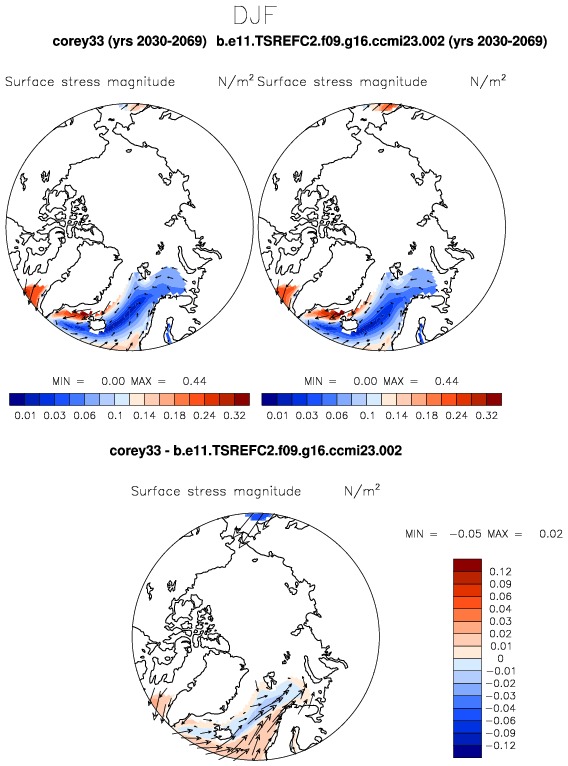 DJF
corey33 (yrs 2030-2069) b.e11.TSREFC2.f09.g16.ccmi23.002 (yrs 2030-2069)
Surface stress magnitude N/m² Surface stress magnitude N/m²
MIN = 0.00 MAX = 0.44 MIN = 0.00 MAX = 0.44
0.01 0.03 0.06 0.1 0.14 0.18 0.24 0.32 0.01 0.03 0.06 0.1 0.14 0.18 0.24 0.32
corey33 - b.e11.TSREFC2.f09.g16.ccmi23.002
Surface stress magnitude N/m²
MIN = −0.05 MAX = 0.02
0.12
0.09
0.06
0.04
0.03
0.02
0.01
0
−0.01
−0.02
−0.03
−0.04
−0.06
−0.09
−0.12